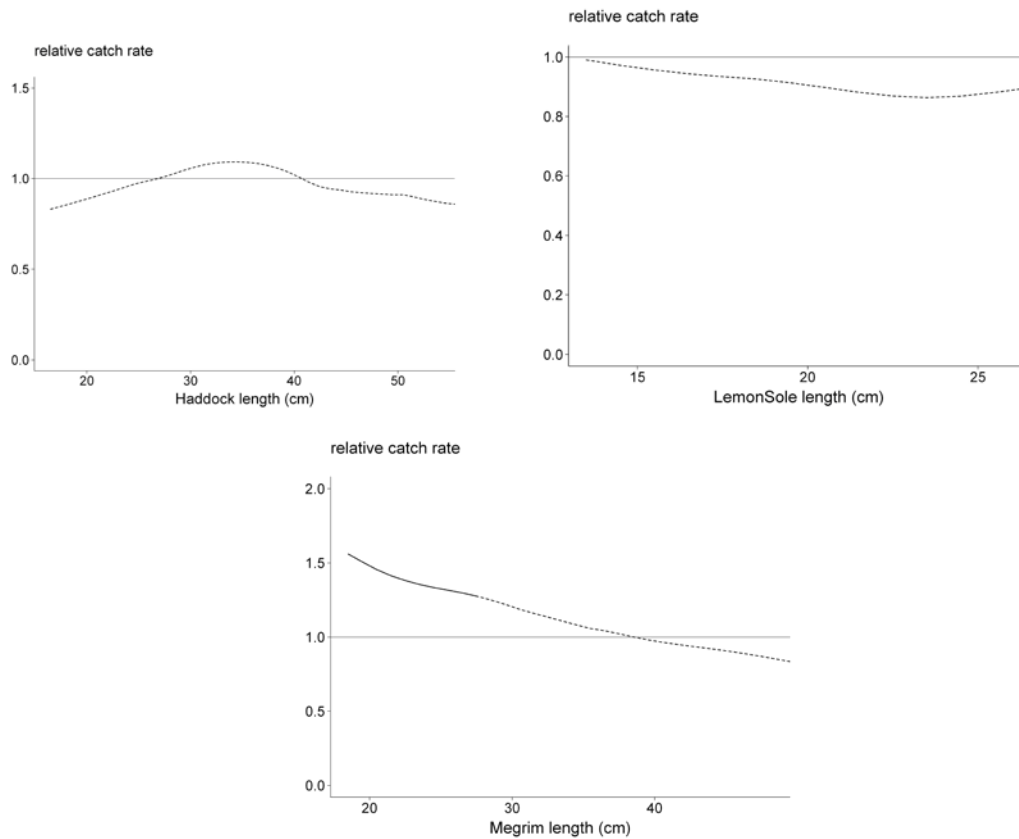 relative catch rate
1.5
1.0
0.5
0.0
20 30 40 50
Haddock length (cm)
relative catch rate
1.0
0.8
0.6
0.4
0.2
0.0
15 20 25
LemonSole length (cm)
relative catch rate
2.0
1.5
1.0
0.5
0.0
20 30 40
Megrim length (cm)